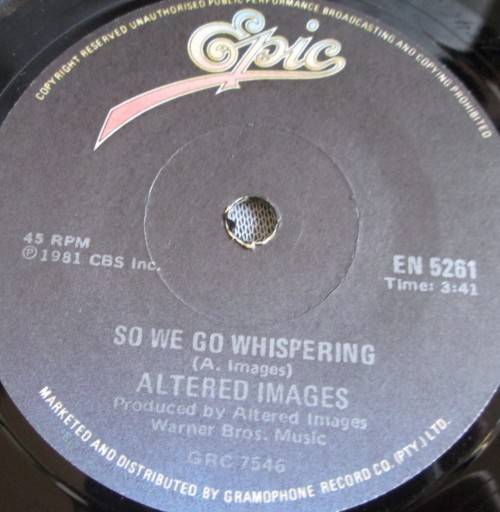 COPYRIGHT RESERVED UNAUTHORISED PUBLIC PERFORMANCE BROADCASTING AND COPYING PROHIBITED
Epic
45 RPM
℗ 1981 CBS Inc.
EN 5261
Time: 3:41
SO WE GO WHISPERING
(A. Images)
ALTERED IMAGES
Produced by Altered Images
Warner Bros. Music
GRC 7546
MARKETED AND DISTRIBUTED BY GRAMOPHONE RECORD CO. (PTY.) LTD.